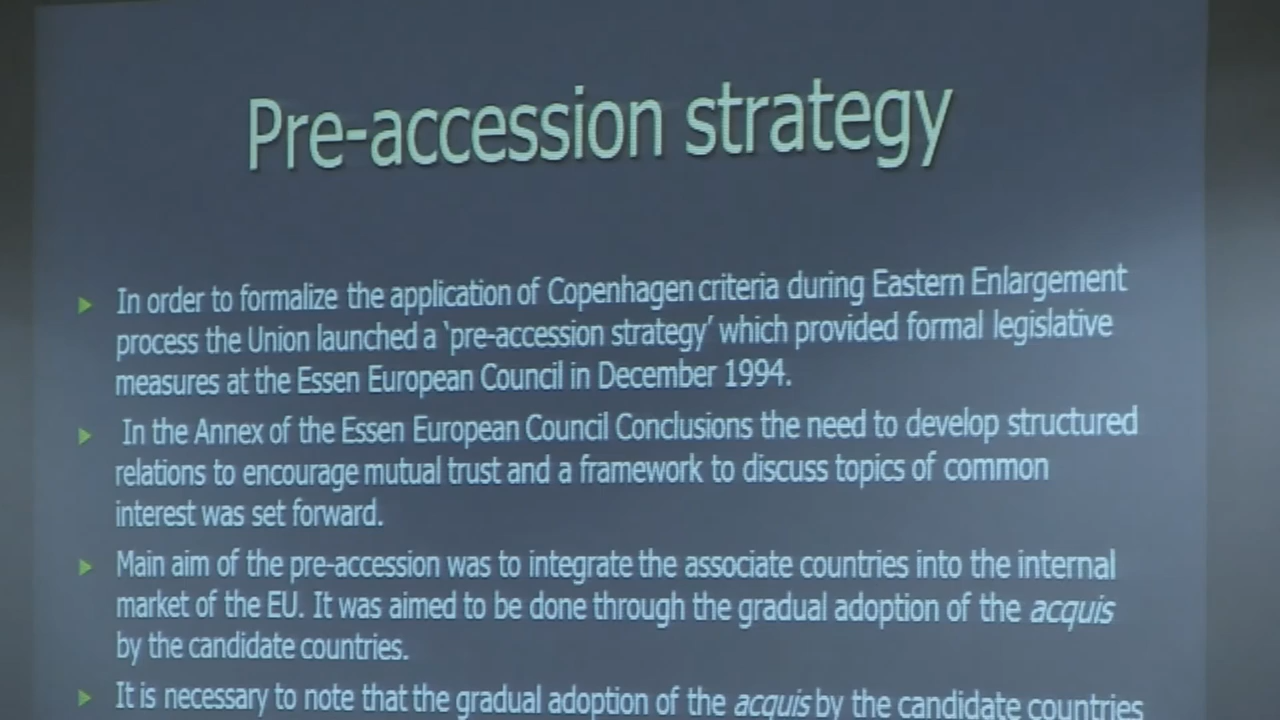 Pre-accession strategy
In order to formalize the application of Copenhagen criteria during Eastern Enlargement
process the Union launched a ‘pre-accession strategy’ which provided formal legislative
measures at the Essen European Council in December 1994.
In the Annex of the Essen European Council Conclusions the need to develop structured
relations to encourage mutual trust and a framework to discuss topics of common
interest was set forward.
Main aim of the pre-accession was to integrate the associate countries into the internal
market of the EU. It was aimed to be done through the gradual adoption of the acquis
by the candidate countries.
It is necessary to note that the gradual adoption of the acquis by the candidate countries